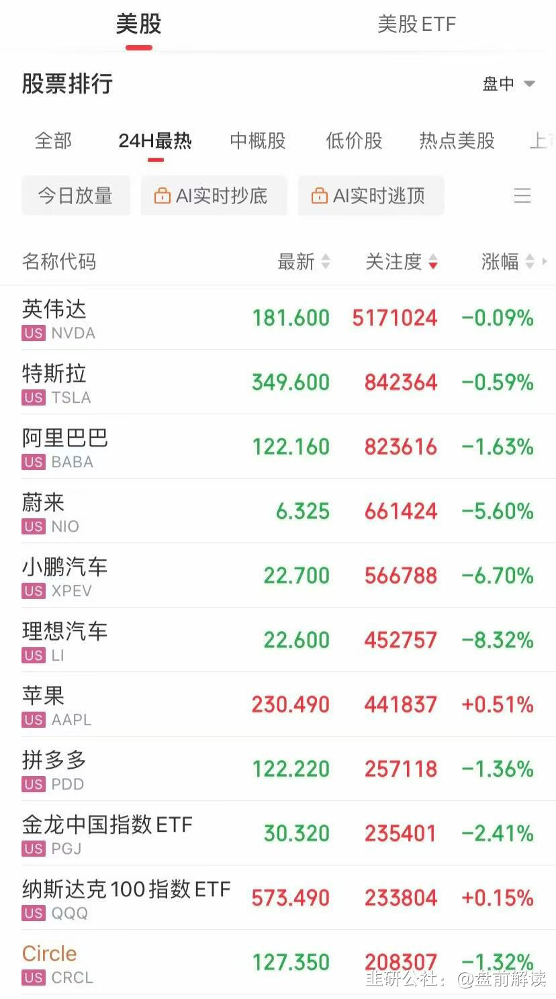 美股 美股ETF
股票排行 盘中
全部 24H最热 中概股 低价股 热点美股 上
今日放量 AI实时抄底 AI实时逃顶
名称代码 最新 关注度 涨幅
英伟达 181.600 5171024 -0.09%
US NVDA
特斯拉 349.600 842364 -0.59%
US TSLA
阿里巴巴 122.160 823616 -1.63%
US BABA
蔚来 6.325 661424 -5.60%
US NIO
小鹏汽车 22.700 566788 -6.70%
US XPEV
理想汽车 22.600 452757 -8.32%
US LI
苹果 230.490 441837 +0.51%
US AAPL
拼多多 122.220 257118 -1.36%
US PDD
金龙中国指数ETF 30.320 235401 -2.41%
US PGJ
纳斯达克100指数ETF 573.490 233804 +0.15%
US QQQ
Circle 127.350 208307 -1.32%
US CRCL
韭研公社：@盘前解读